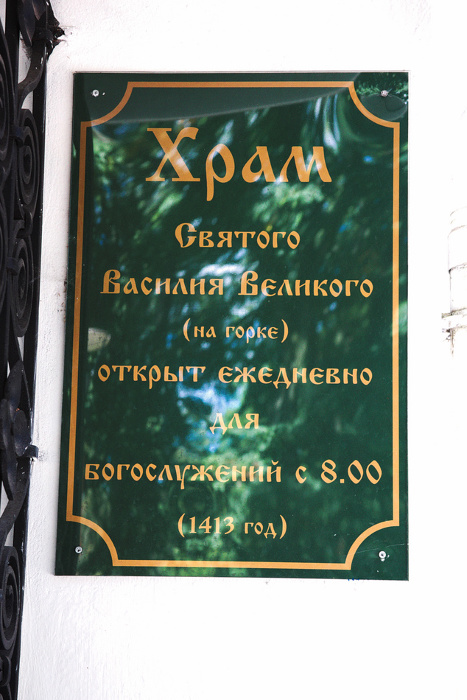 Храм
Святого
Василия Великого
(на горке)
открыт ежедневно
для
богослужений с 8.00
(1413 год)